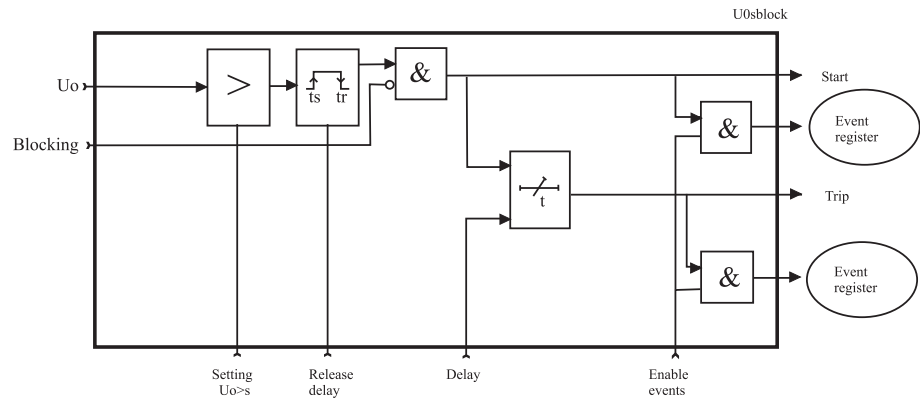 U0sblock
Uo
>
ts tr
&
Start
Event
register
&
Blocking
t
Trip
&
Event
register
Setting
Uo>s
Release
delay
Delay
Enable
events